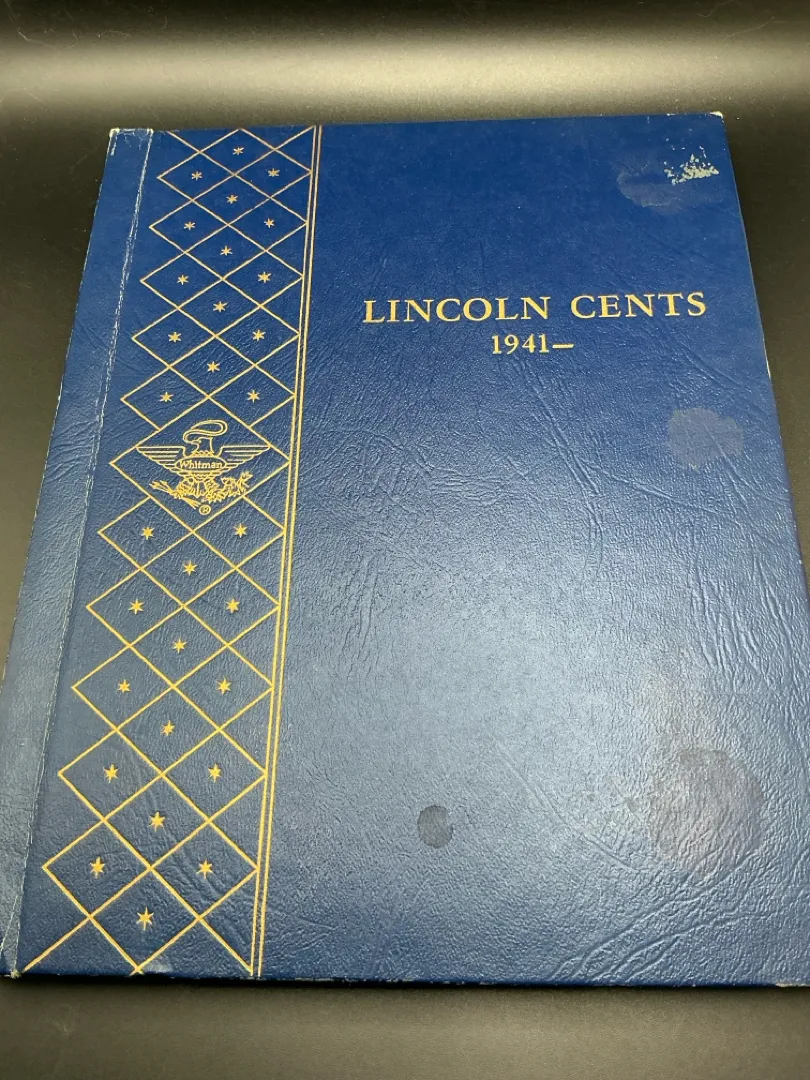 LINCOLN CENTS
1941—
Whitman
®